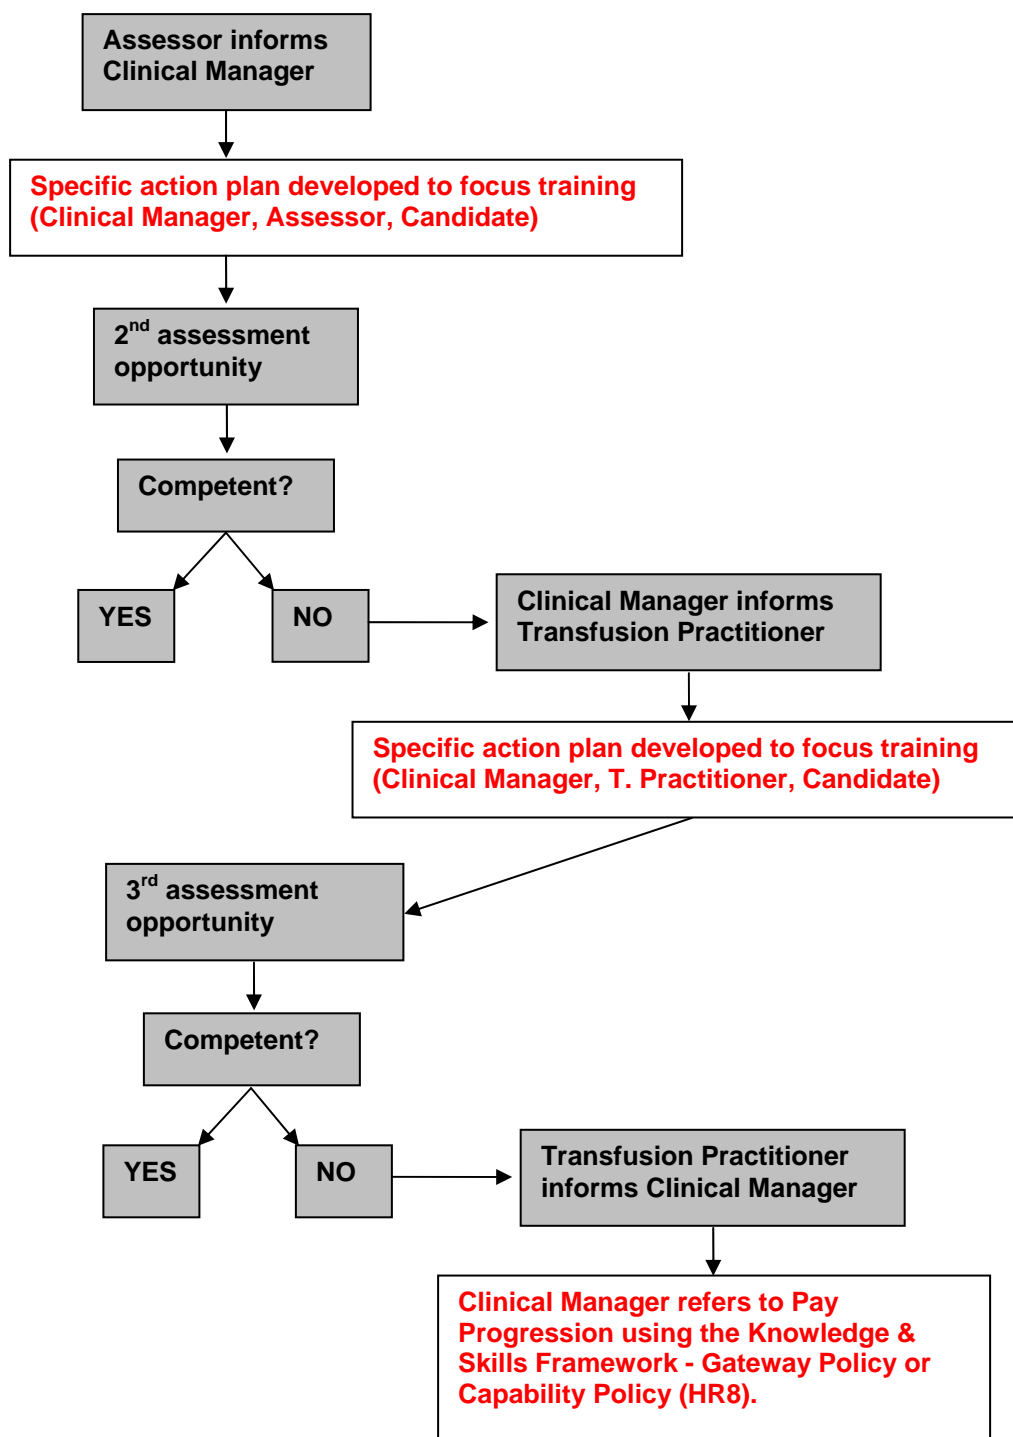 Assessor informs
Clinical Manager
Specific action plan developed to focus training
(Clinical Manager, Assessor, Candidate)
2nd assessment
opportunity
Competent?
YES
NO
Clinical Manager informs
Transfusion Practitioner
Specific action plan developed to focus training
(Clinical Manager, T. Practitioner, Candidate)
3rd assessment
opportunity
Competent?
YES
NO
Transfusion Practitioner
informs Clinical Manager
Clinical Manager refers to Pay
Progression using the Knowledge &
Skills Framework - Gateway Policy or
Capability Policy (HR8).